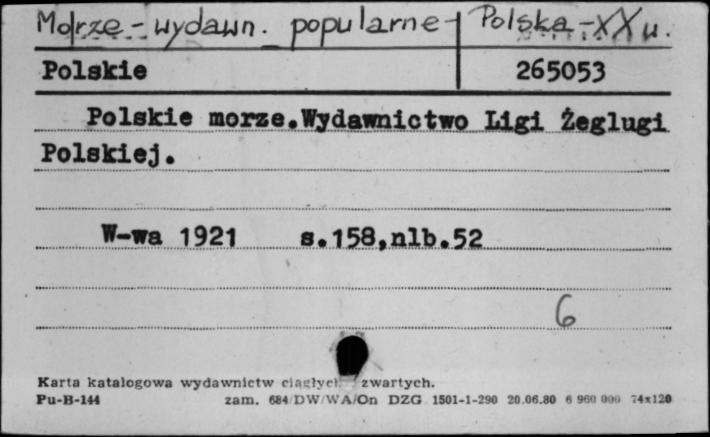 Morze - wydawn. popularne - Polska - XX w.
Polskie 265053
Polskie morze.Wydawnictwo Ligi Żeglugi
Polskiej.
W-wa 1921 s.158,nlb.52
6
Karta katalogowa wydawnictw ciągłych zwartych.
Pu-B-144 zam. 684/DW/WA/On DZG 1501-1-290 20.06.80 6 960 000 74x120